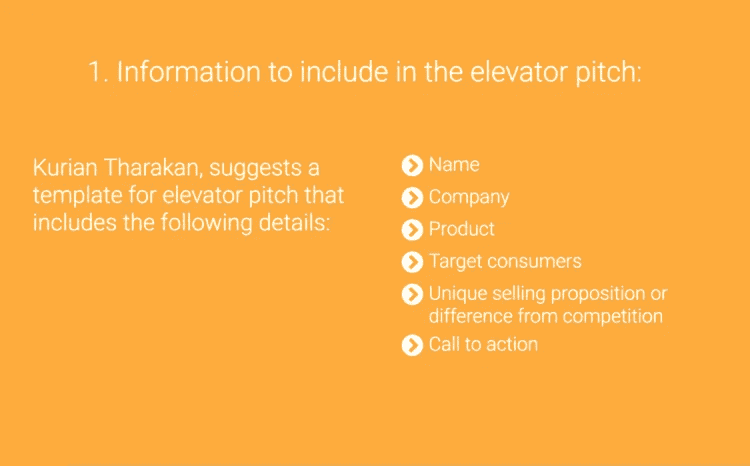 1. Information to include in the elevator pitch:
Kurian Tharakan, suggests a
template for elevator pitch that
includes the following details:
Name
Company
Product
Target consumers
Unique selling proposition or
difference from competition
Call to action